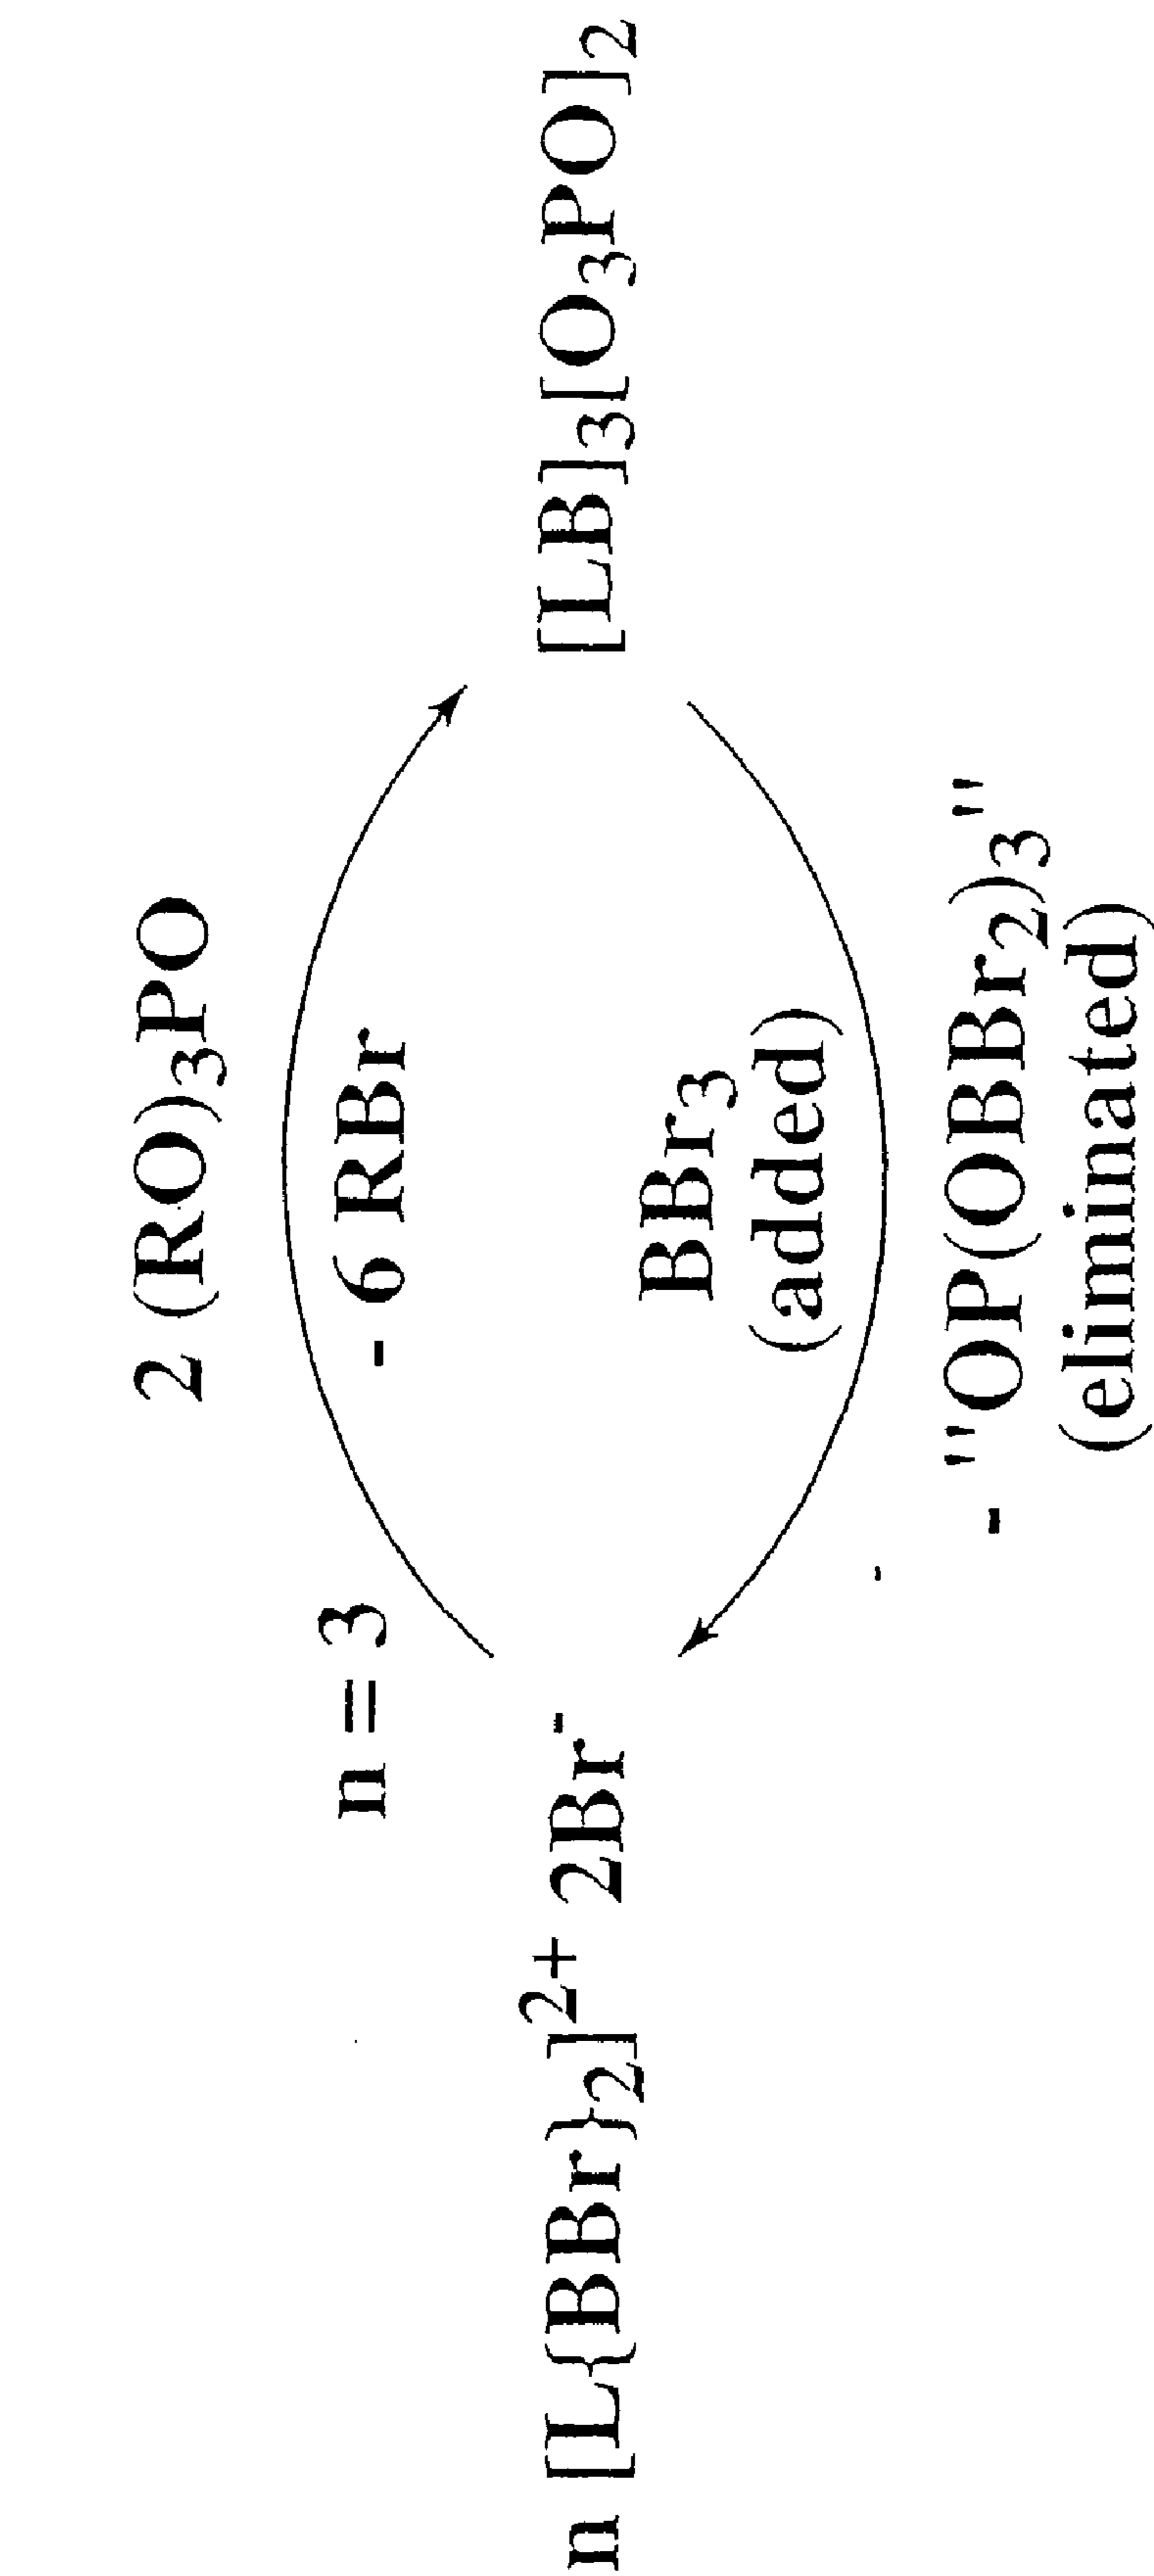 2 (RO)₃PO
n = 3
- 6 RBr
n [L{BBr}₂]²⁺ 2Br⁻
[LB]₃[O₃PO]₂
BBr₃
(added)
- "OP(OBBr₂)₃"
(eliminated)